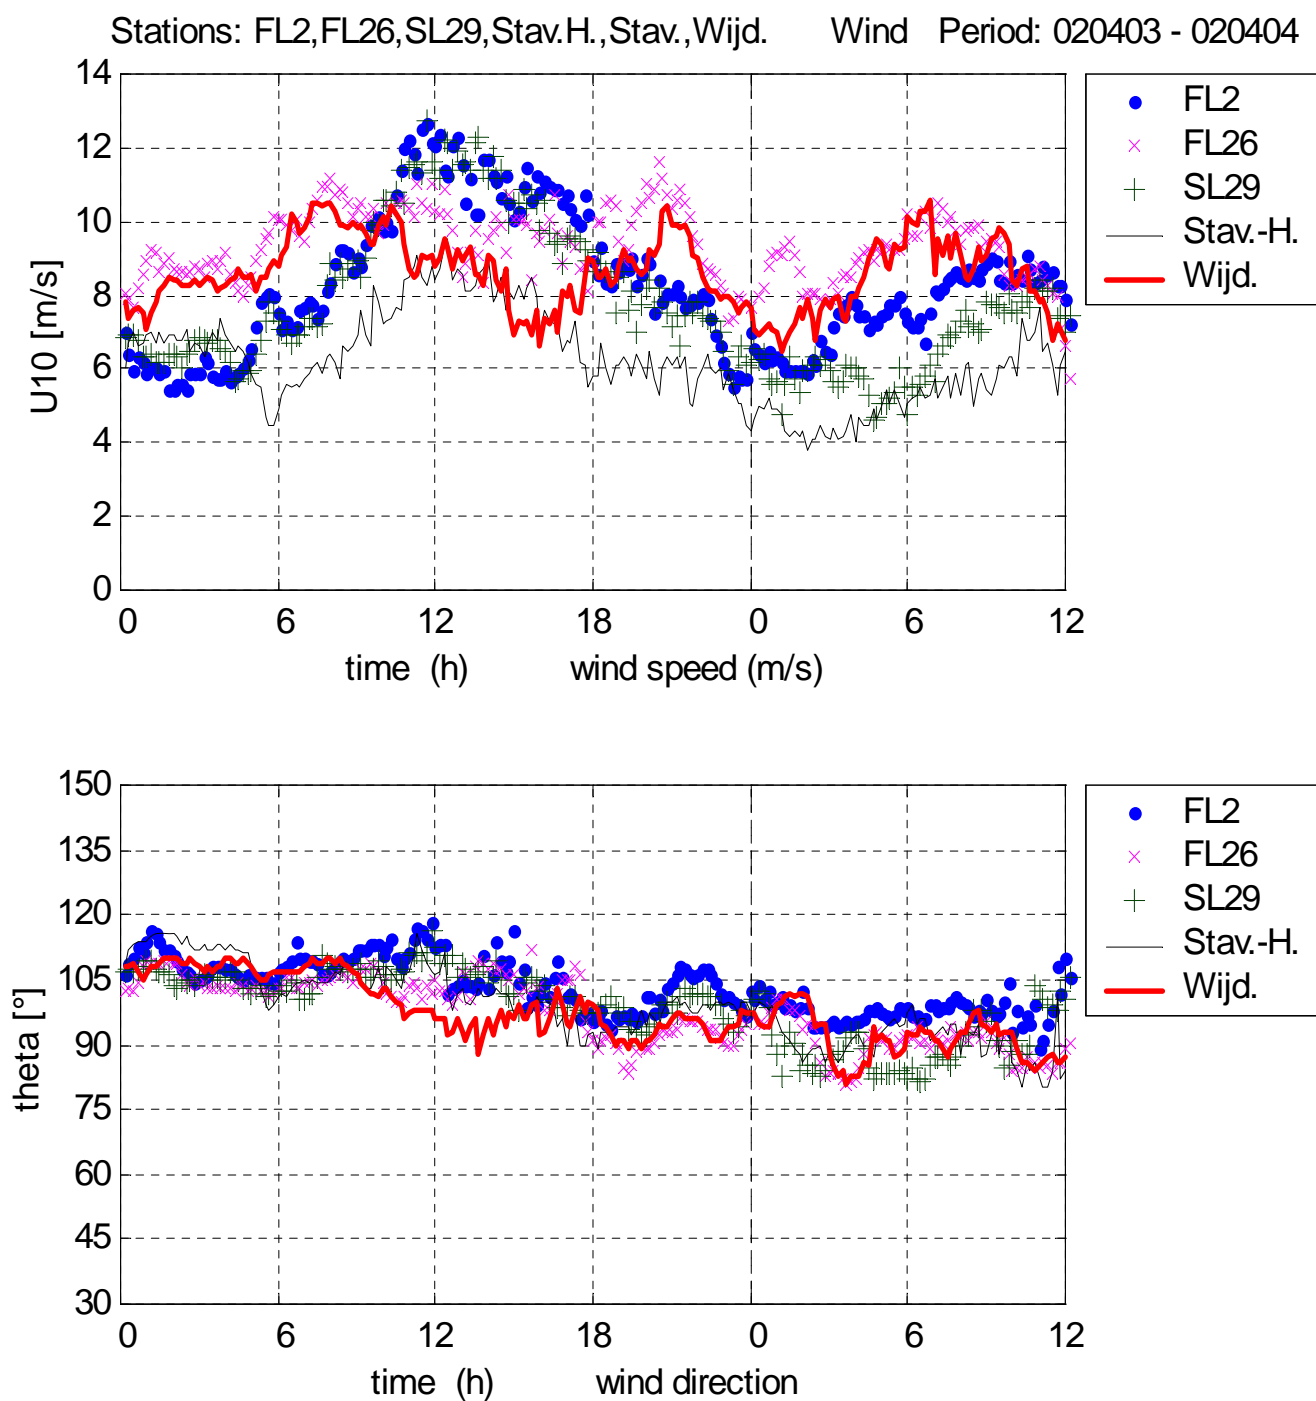 Stations: FL2,FL26,SL29,Stav.H.,Stav.,Wijd. Wind Period: 020403 - 020404
14
12
10
8
6
4
2
0
U10 [m/s]
0 6 12 18 0 6 12
time (h) wind speed (m/s)
FL2
FL26
SL29
Stav.-H.
Wijd.
150
135
120
105
90
75
60
45
30
theta [°]
0 6 12 18 0 6 12
time (h) wind direction
FL2
FL26
SL29
Stav.-H.
Wijd.